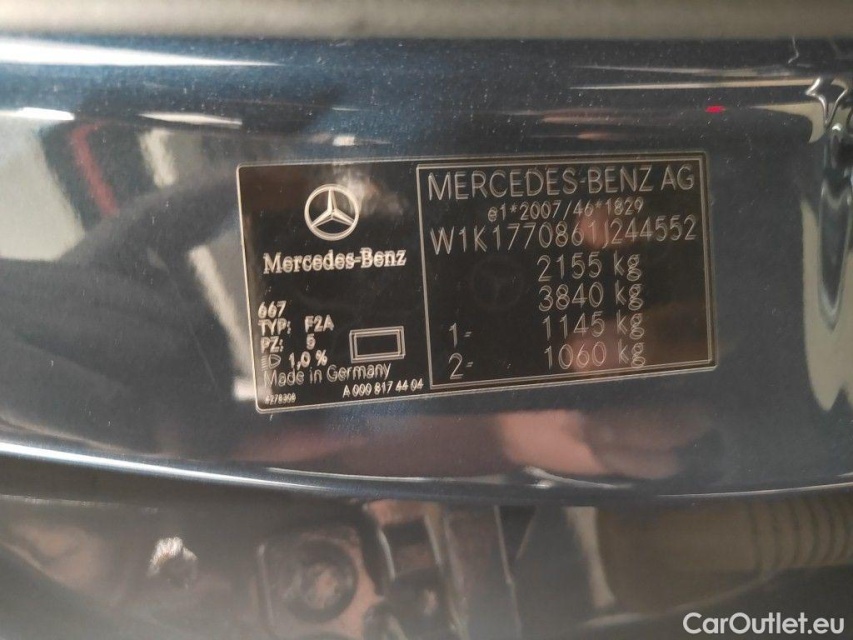 Mercedes-Benz
667
TYP: F2A
PZ: 5
1,0 %
Made in Germany
A 000 817 44 04
MERCEDES-BENZ AG
e1*2007/46*1829
W1K1770861J244552
2155 kg
3840 kg
1- 1145 kg
2- 1060 kg
CarOutlet.eu